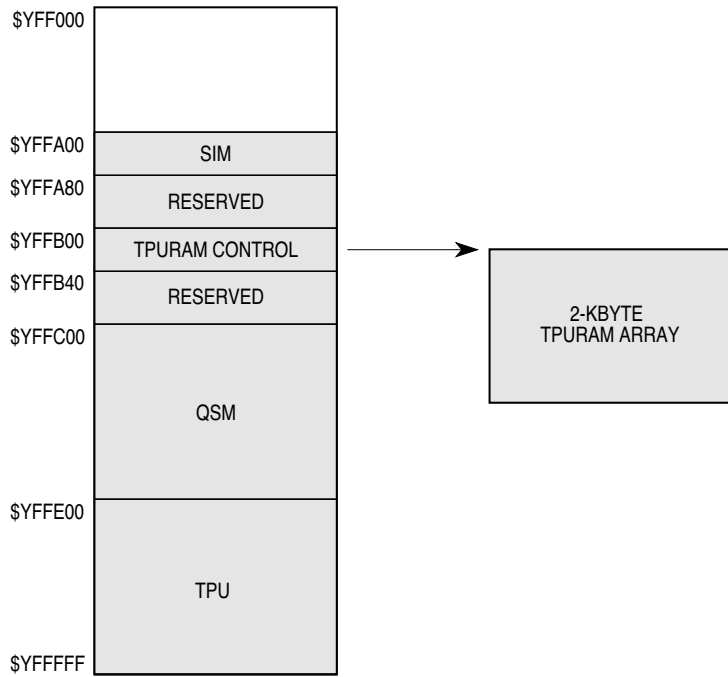 $YFF000
$YFFA00
SIM
$YFFA80
RESERVED
$YFFB00
TPURAM CONTROL
$YFFB40
RESERVED
$YFFC00
QSM
$YFFE00
TPU
$YFFFFF
2-KBYTE
TPURAM ARRAY